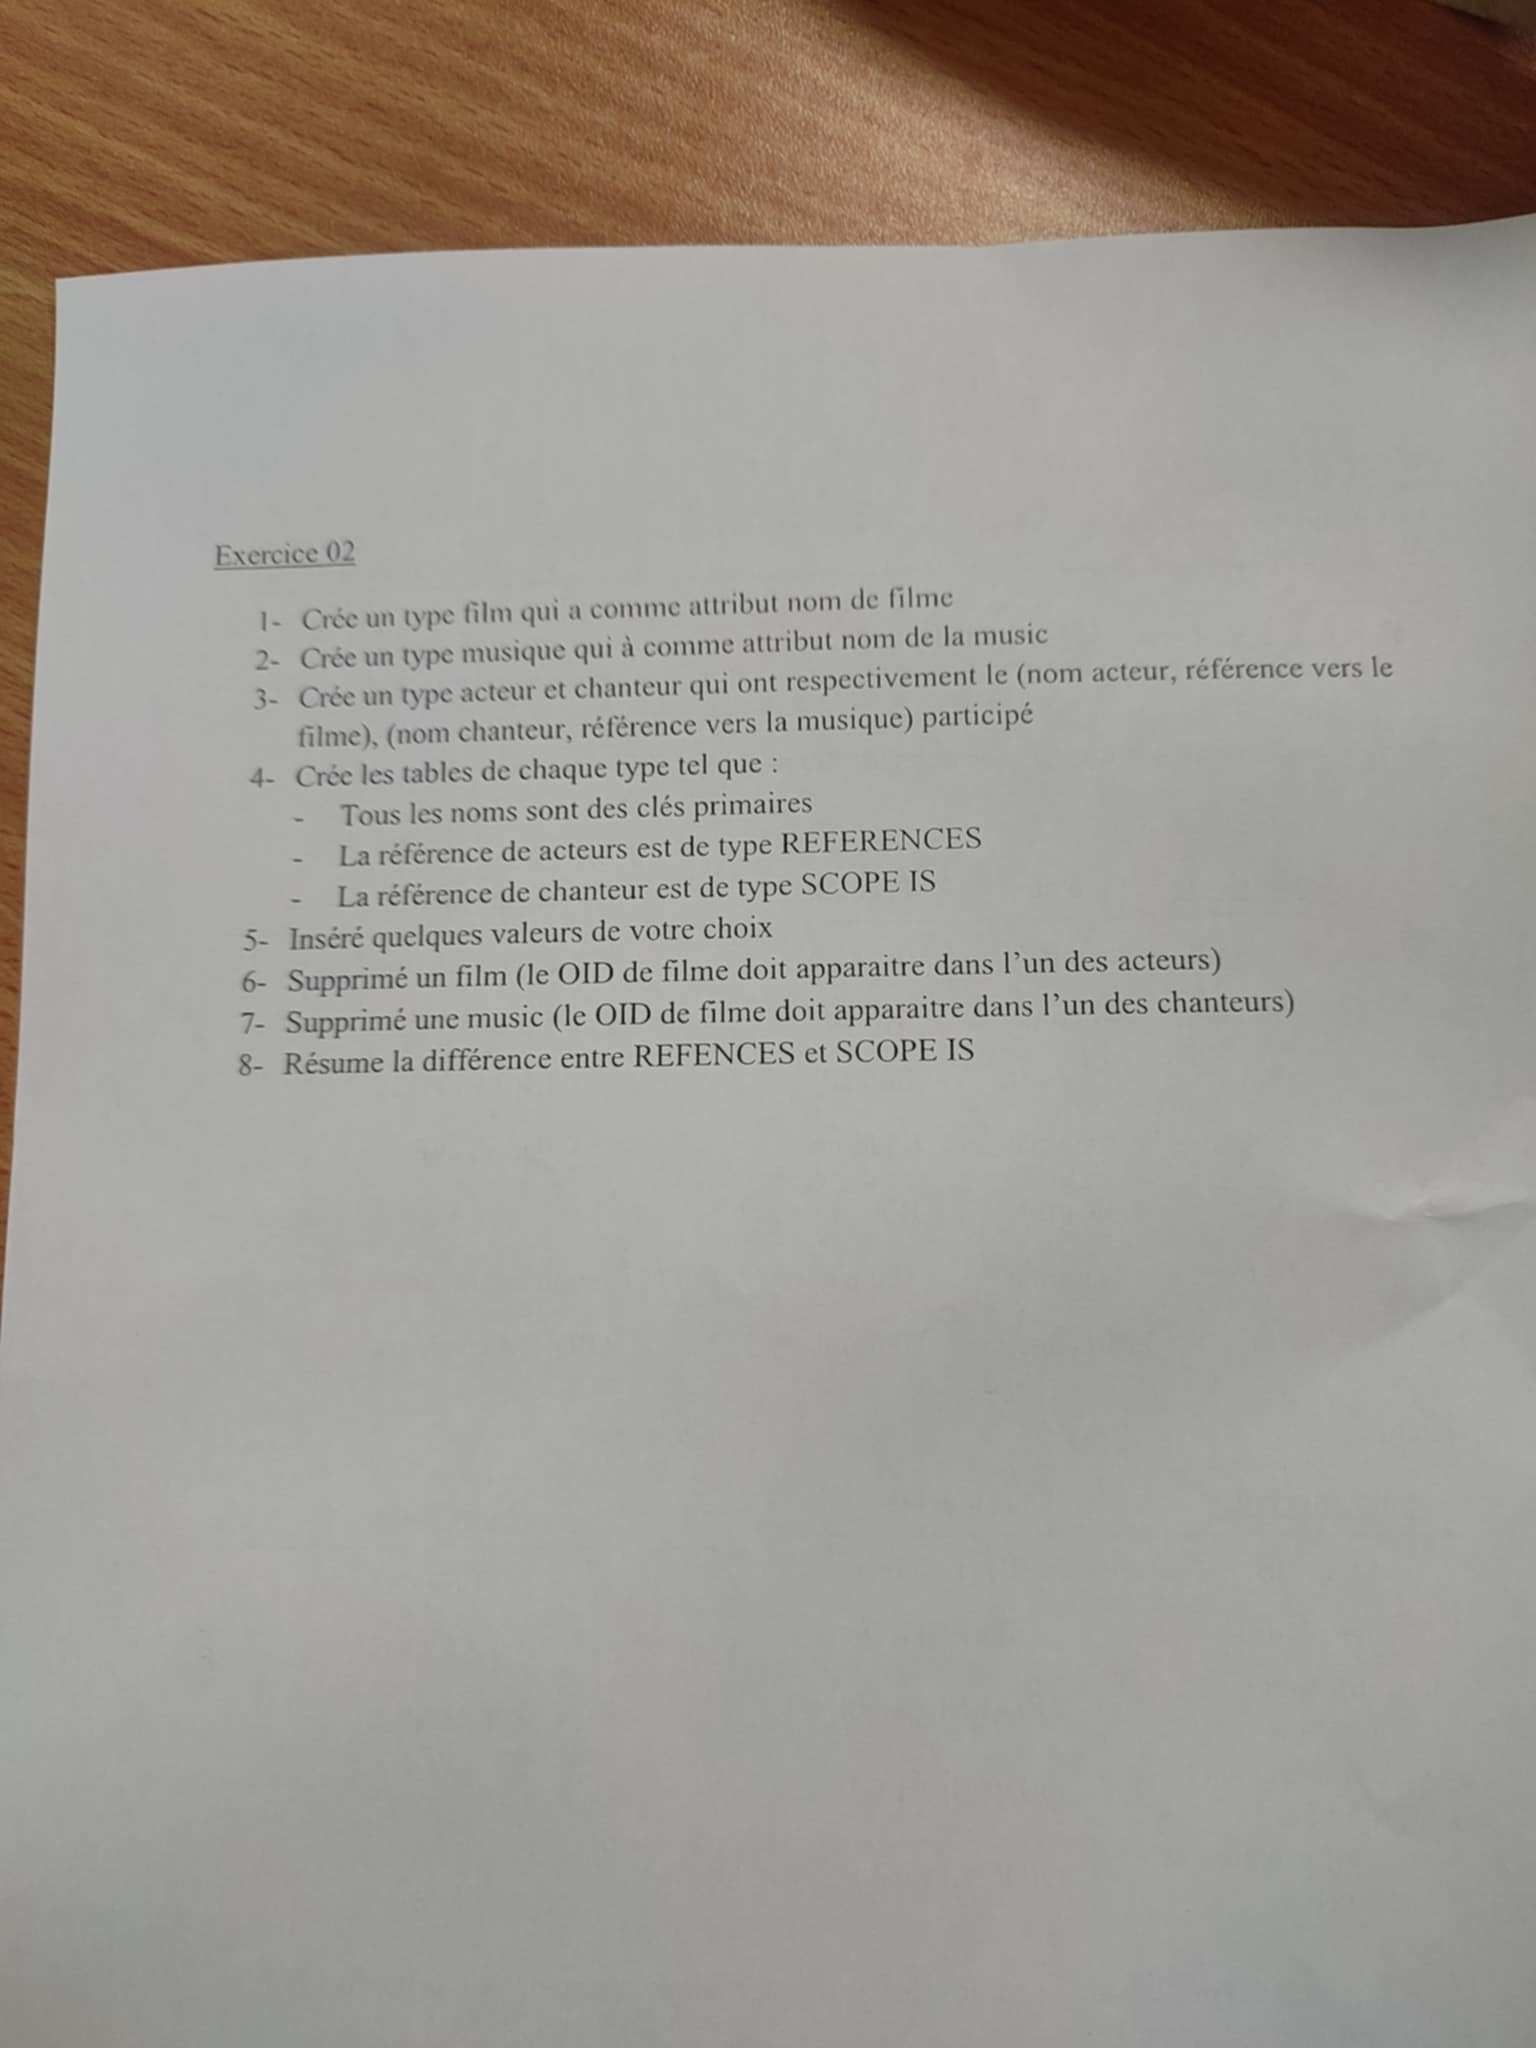 Exercice 02
1- Crée un type film qui a comme attribut nom de filme
2- Crée un type musique qui à comme attribut nom de la music
3- Crée un type acteur et chanteur qui ont respectivement le (nom acteur, référence vers le
filme), (nom chanteur, référence vers la musique) participé
4- Crée les tables de chaque type tel que :
- Tous les noms sont des clés primaires
- La référence de acteurs est de type REFERENCES
- La référence de chanteur est de type SCOPE IS
5- Inséré quelques valeurs de votre choix
6- Supprimé un film (le OID de filme doit apparaitre dans l’un des acteurs)
7- Supprimé une music (le OID de filme doit apparaitre dans l’un des chanteurs)
8- Résume la différence entre REFENCES et SCOPE IS